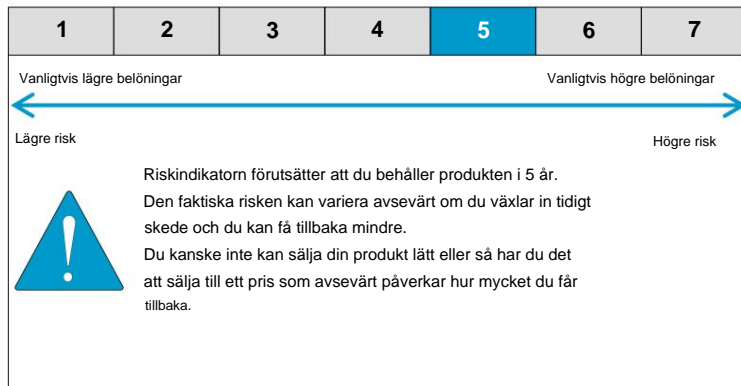 1 2 3 4 5 6 7
Vanligtvis lägre belöningar Vanligtvis högre belöningar
Lägre risk Högre risk
Riskindikatorn förutsätter att du behåller produkten i 5 år.
Den faktiska risken kan variera avsevärt om du växlar in tidigt
skede och du kan få tillbaka mindre.
Du kanske inte kan sälja din produkt lätt eller så har du det
att sälja till ett pris som avsevärt påverkar hur mycket du får
tillbaka.